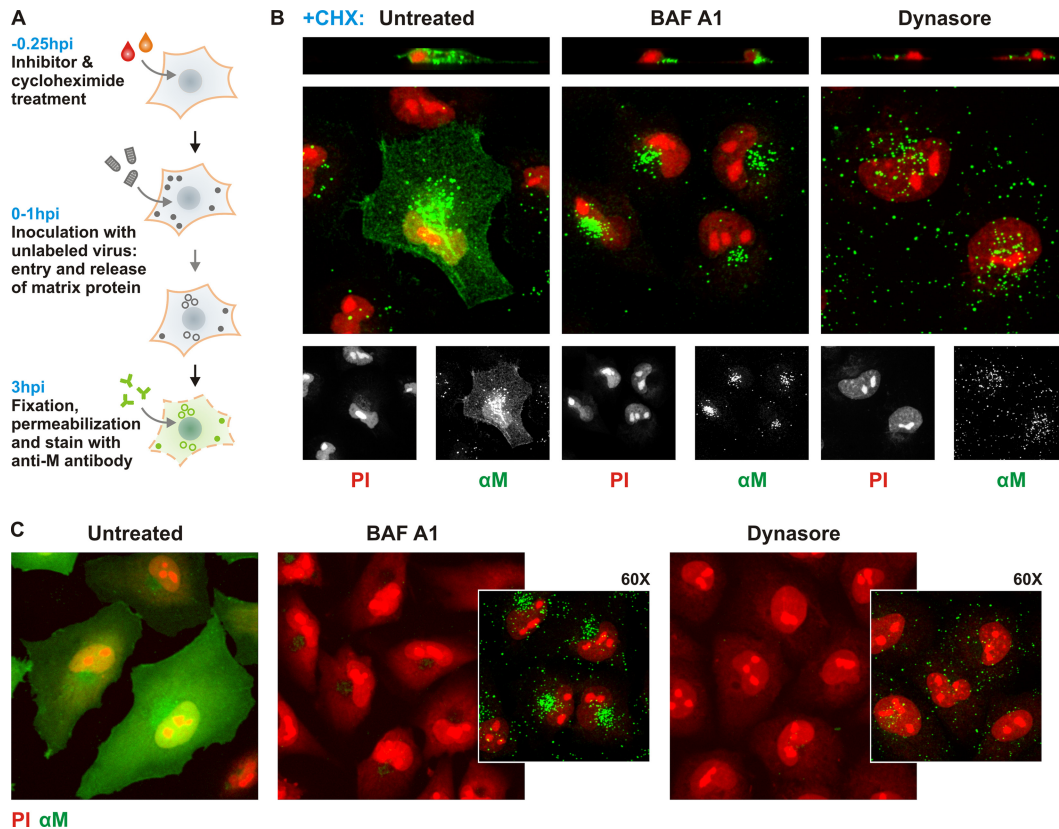 A
-0.25hpi
Inhibitor &
cycloheximide
treatment
0-1hpi
Inoculation with
unlabeled virus:
entry and release
of matrix protein
3hpi
Fixation,
permeabilization
and stain with
anti-M antibody
B
+CHX: Untreated BAF A1 Dynasore
PI αM PI αM PI αM
C
Untreated BAF A1 Dynasore
60X 60X
PI αM